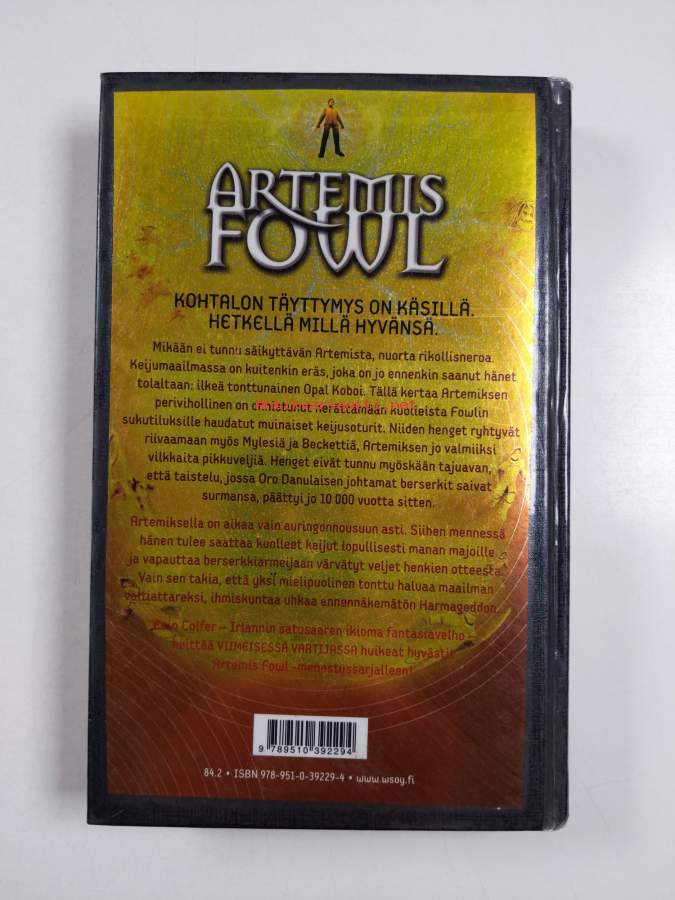 ARTEMIS
FOWL
KOHTALON TÄYTTYMYS ON KÄSILLÄ.
HETKELLÄ MILLÄ HYVÄNSÄ.
Mikään ei tunnu säikyttävän Artemista, nuorta rikollisneroa.
Keijumaailmassa on kuitenkin eräs, joka on jo ennenkin saanut hänet
tolaltaan: ilkeä tonttunainen Opal Koboi. Tällä kertaa Artemiksen
perivihollinen on herättämään kuolleista Fowlin
sukutiluksille haudatut muinaiset keijusoturit. Niiden henget ryhtyvät
riivaamaan myös Mylesiä ja Beckettiä, Artemiksen jo valmiiksi
vilkkaita pikkuveljiä. Henget eivät tunnu myöskään tajuavan,
että taistelu, jossa Oro Danulaisen johtamat berserkit saivat
surmansa, päättyi jo 10 000 vuotta sitten.
Artemiksella on aikaa vain auringonnousuun asti. Siihen mennessä
hänen tulee saattaa kuolleet keijut lopullisesti manan majoille
ja vapauttaa berserkkiarmeijaan värvätyt veljet henkien otteesta.
Vain sen takia, että yksi mielipuolinen tonttu haluaa maailman
valtiattareksi, ihmiskuntaa uhkaa ennennäkemätön Harmageddon.
Eoin Colfer – Irlannin satusaaren ikioma fantasiavelho –
heittää VIIMEISESSÄ VARTIJASSA huikeat hyvästit
Artemis Fowl -menestyssarjalleen!
9 789510 392294
84.2 • ISBN 978-951-0-39229-4 • www.wsoy.fi